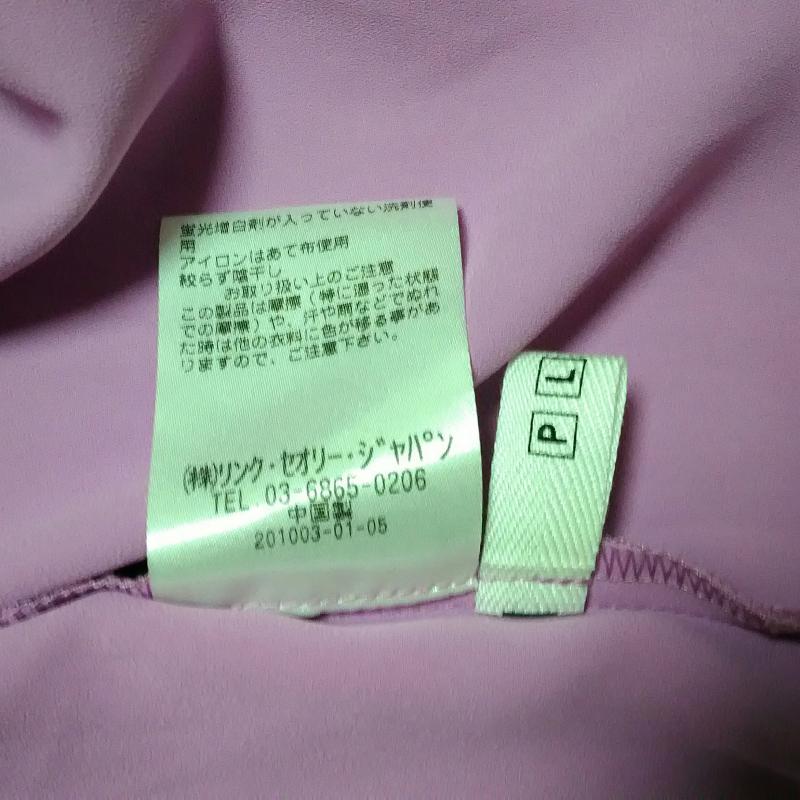 蛍光増白剤が入っていない洗剤使
用
アイロンはあて布使用
絞らず陰干し
お取り扱い上のご注意
この製品は摩擦(特に湿った状態
での摩擦)や、汗や雨などでぬれ
た時は他の衣料に色が移る事があ
りますので、ご注意下さい。
(株)リンク・セオリー・ジャパン
TEL.03-6865-0206
中国製
201003-01-05
P L